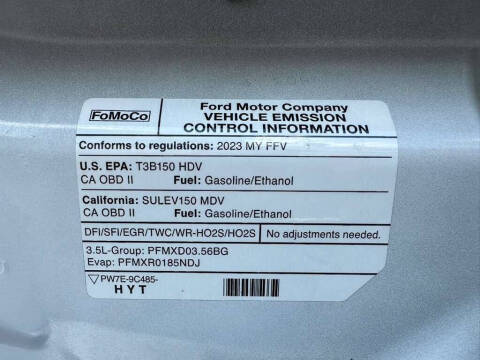 FoMoCo
Ford Motor Company
VEHICLE EMISSION
CONTROL INFORMATION
Conforms to regulations: 2023 MY FFV
U.S. EPA: T3B150 HDV
CA OBD II Fuel: Gasoline/Ethanol
California: SULEV150 MDV
CA OBD II Fuel: Gasoline/Ethanol
DFI/SFI/EGR/TWC/WR-HO2S/HO2S No adjustments needed.
3.5L-Group: PFMXD03.56BG
Evap: PFMXR0185NDJ
PW7E-9C485-
HYT